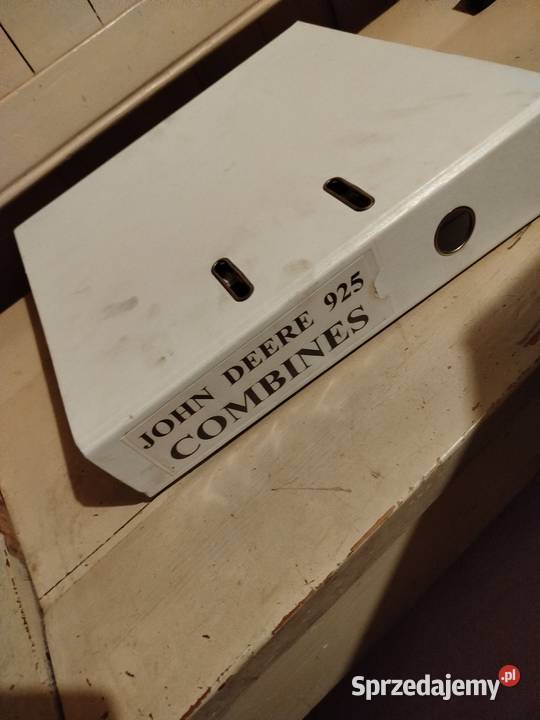 JOHN DEERE 925
COMBINES
Sprzedajemy.pl